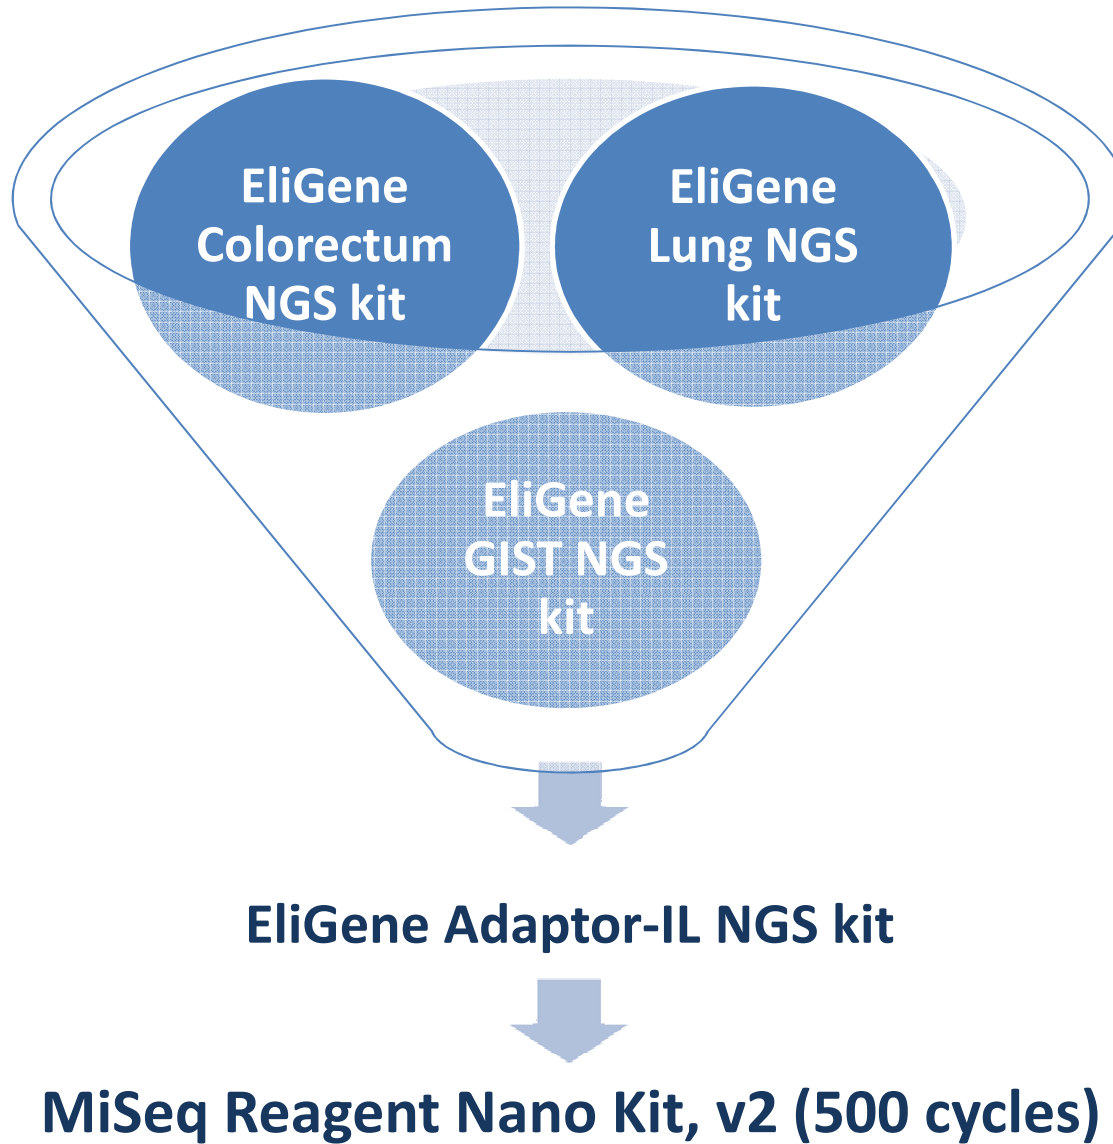 EliGene
Colorectum
NGS kit
EliGene
Lung NGS
kit
EliGene
GIST NGS
kit
EliGene Adaptor-IL NGS kit
MiSeq Reagent Nano Kit, v2 (500 cycles)